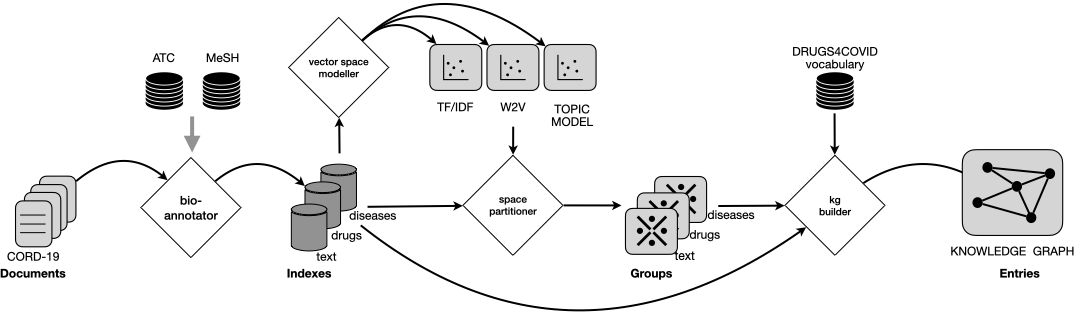 ATC
MeSH
bio-
annotator
CORD-19
Documents
vector space
modeller
TF/IDF
W2V
TOPIC
MODEL
diseases
drugs
text
Indexes
space
partitioner
diseases
drugs
text
Groups
DRUGS4COVID
vocabulary
kg
builder
KNOWLEDGE GRAPH
Entries